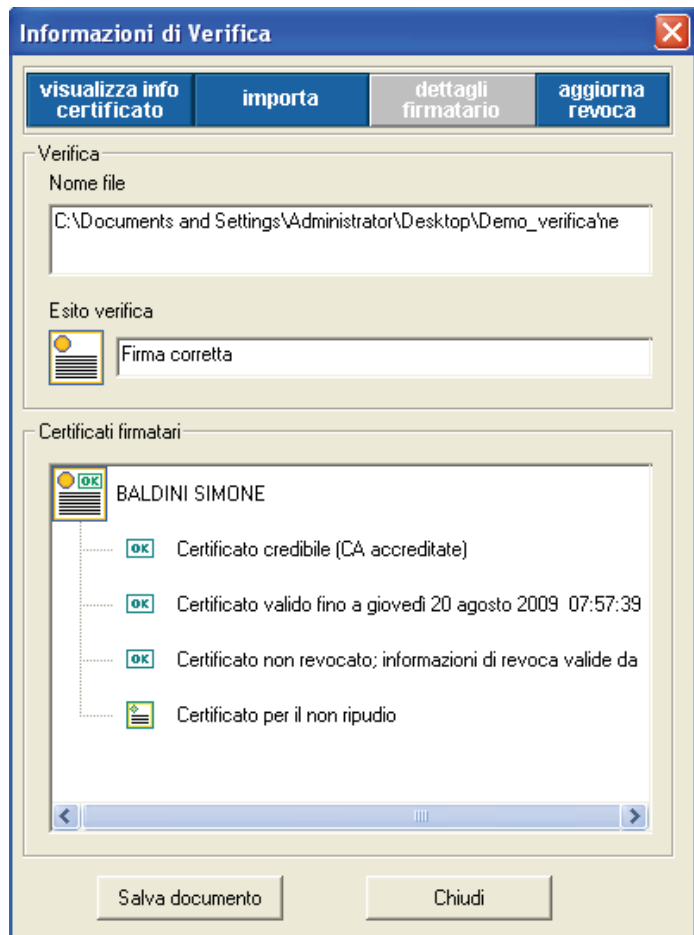 Informazioni di Verifica
visualizza info
certificato
importa
dettagli
firmatario
aggiorna
revoca
Verifica
Nome file
C:\Documents and Settings\Administrator\Desktop\Demo_verifica\ne
Esito verifica
Firma corretta
Certificati firmatari
OK
BALDINI SIMONE
OK Certificato credibile (CA accreditate)
OK Certificato valido fino a giovedì 20 agosto 2009 07:57:39
OK Certificato non revocato; informazioni di revoca valide da
Certificato per il non ripudio
Salva documento
Chiudi